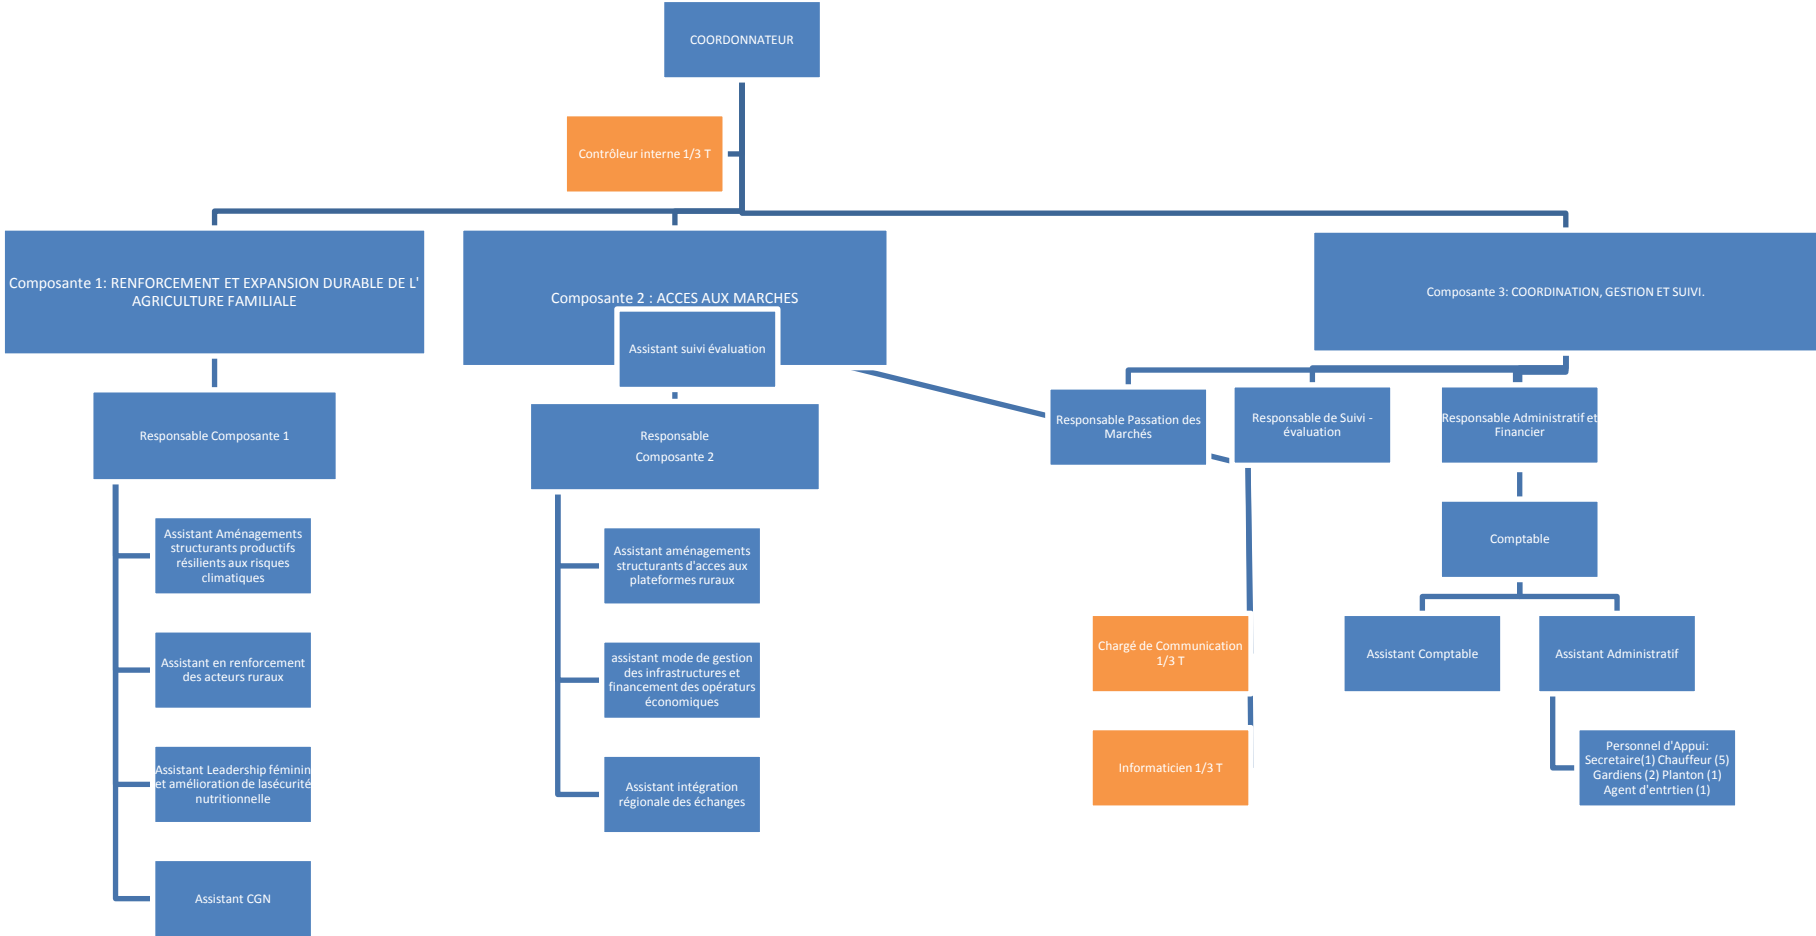 COORDONNATEUR
Contrôleur interne 1/3 T
Composante 1: RENFORCEMENT ET EXPANSION DURABLE DE L'
AGRICULTURE FAMILIALE
Composante 2 : ACCES AUX MARCHES
Assistant suivi évaluation
Composante 3: COORDINATION, GESTION ET SUIVI.
Responsable Composante 1
Assistant Aménagements
structurants productifs
résilients aux risques
climatiques
Assistant en renforcement
des acteurs ruraux
Assistant Leadership féminin
et amélioration de lasécurité
nutritionnelle
Assistant CGN
Responsable
Composante 2
Assistant aménagements
structurants d'acces aux
plateformes ruraux
assistant mode de gestion
des infrastructures et
financement des opératurs
économiques
Assistant intégration
régionale des échanges
Responsable Passation des
Marchés
Responsable de Suivi -
évaluation
Responsable Administratif et
Financier
Chargé de Communication
1/3 T
Informaticien 1/3 T
Comptable
Assistant Comptable
Assistant Administratif
Personnel d'Appui:
Secretaire(1) Chauffeur (5)
Gardiens (2) Planton (1)
Agent d'entrtien (1)